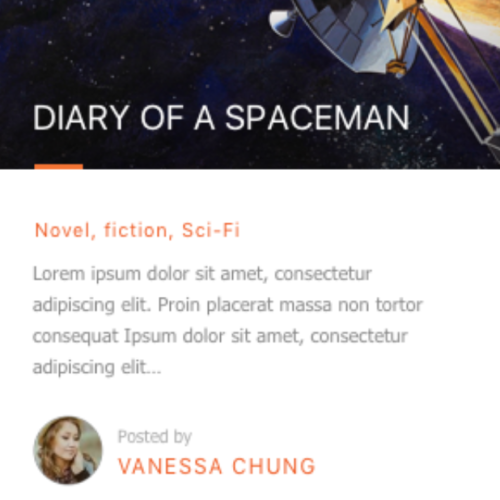 DIARY OF A SPACEMAN
Novel, fiction, Sci-Fi
Lorem ipsum dolor sit amet, consectetur
adipiscing elit. Proin placerat massa non tortor
consequat Ipsum dolor sit amet, consectetur
adipiscing elit...
Posted by
VANESSA CHUNG